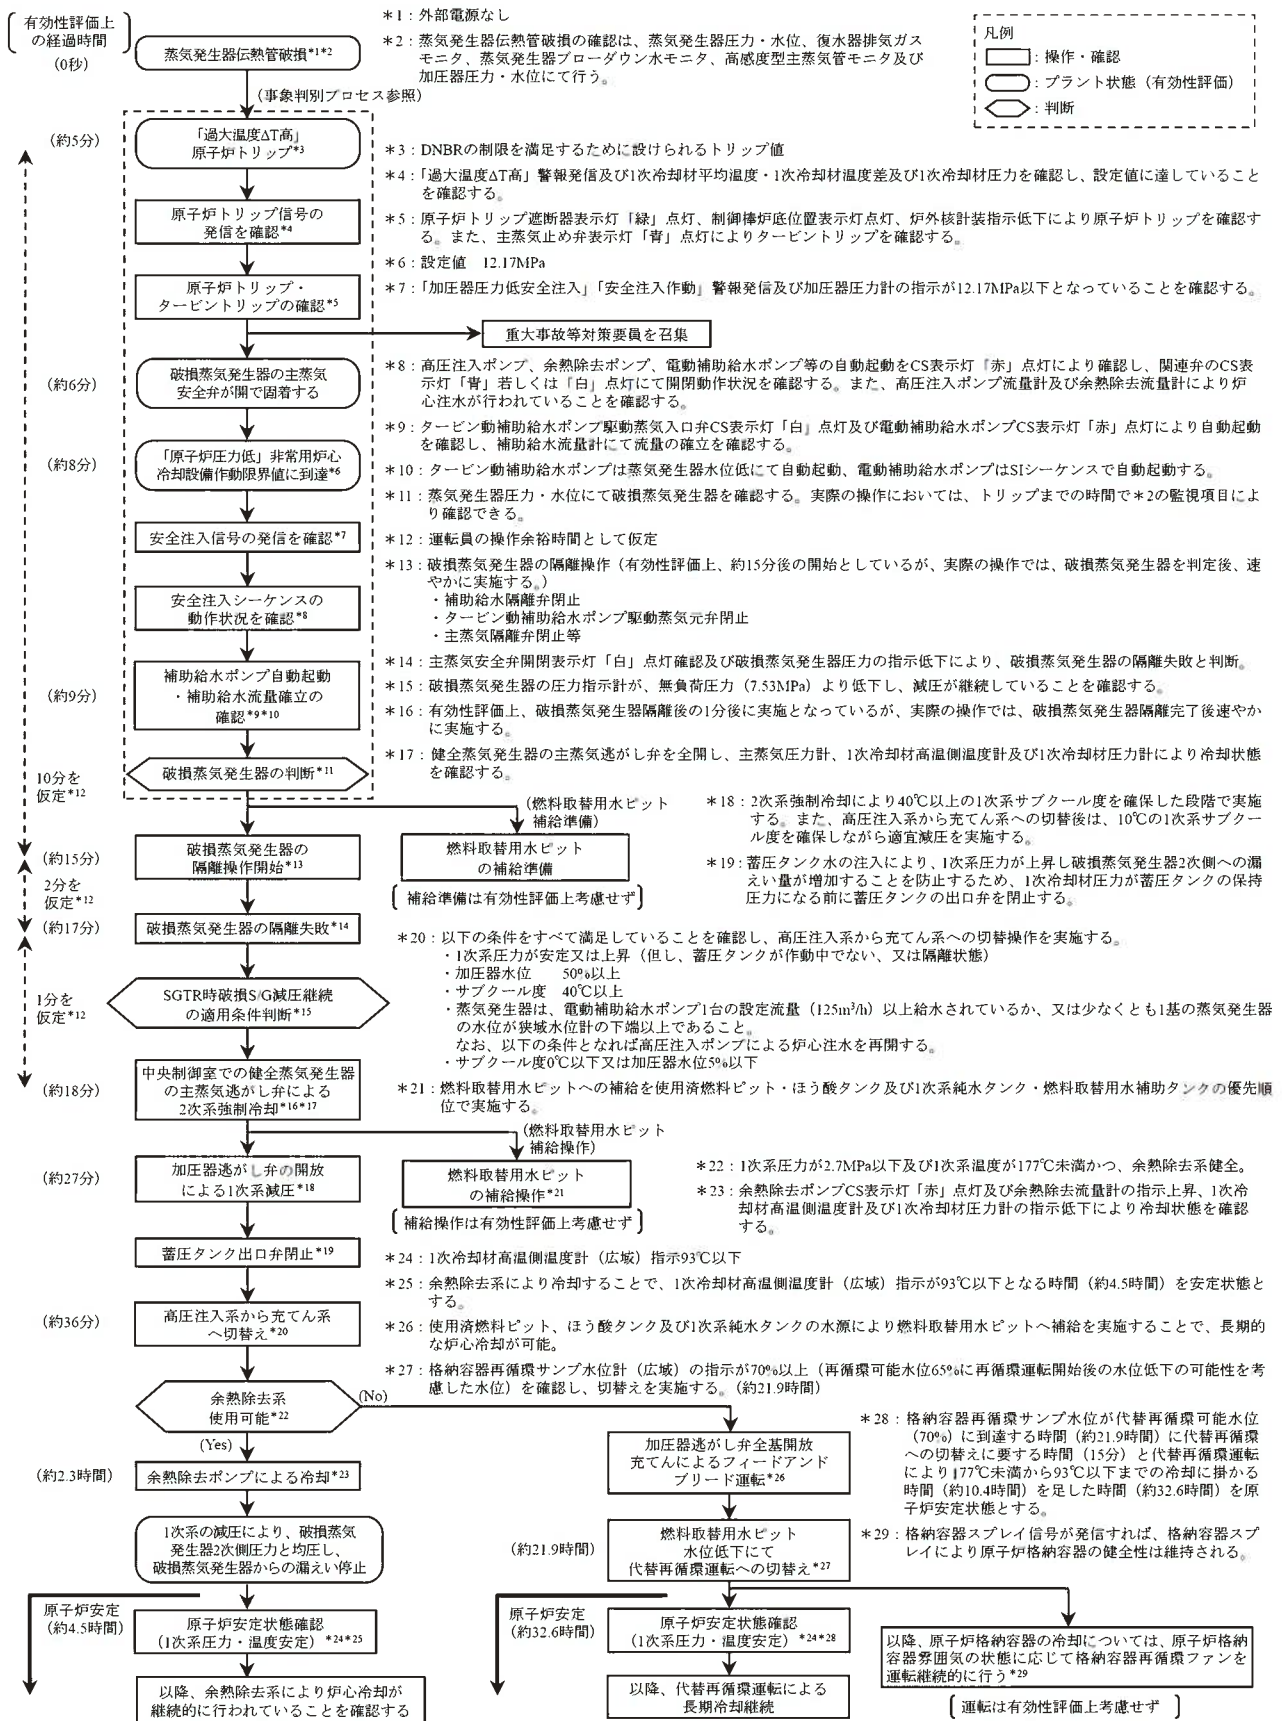 有効性評価上
の経過時間
(0秒)
蒸気発生器伝熱管破損*1*2
(事象判別プロセス参照)
*1:外部電源なし
*2:蒸気発生器伝熱管破損の確認は、蒸気発生器圧力・水位、復水器排気ガス
モニタ、蒸気発生器ブローダウン水モニタ、高感度型主蒸気管モニタ及び
加圧器圧力・水位にて行う。
凡例
:操作・確認
:プラント状態(有効性評価)
:判断
(約5分)
「過大温度ΔT高」
原子炉トリップ*3
原子炉トリップ信号の
発信を確認*4
原子炉トリップ・
タービントリップの確認*5
重大事故等対策要員を召集
*3:DNBRの制限を満足するために設けられるトリップ値
*4:「過大温度ΔT高」警報発信及び1次冷却材平均温度・1次冷却材温度差及び1次冷却材圧力を確認し、設定値に達していること
を確認する。
*5:原子炉トリップ遮断器表示灯「緑」点灯、制御棒炉底位置表示灯点灯、炉外核計装指示低下により原子炉トリップを確認す
る。また、主蒸気止め弁表示灯「青」点灯によりタービントリップを確認する。
*6:設定値 12.17MPa
*7:「加圧器圧力低安全注入」「安全注入作動」警報発信及び加圧器圧力計の指示が12.17MPa以下となっていることを確認する。
(約6分)
破損蒸気発生器の主蒸気
安全弁が開で固着する
(約8分)
「原子炉圧力低」非常用炉心
冷却設備作動限界値に到達*6
安全注入信号の発信を確認*7
安全注入シーケンスの
動作状況を確認*8
(約9分)
補助給水ポンプ自動起動
・補助給水流量確立の
確認*9*10
破損蒸気発生器の判断*11
10分を
仮定*12
*8:高圧注入ポンプ、余熱除去ポンプ、電動補助給水ポンプ等の自動起動をCS表示灯「赤」点灯により確認し、関連弁のCS表
示灯「青」若しくは「白」点灯にて開閉動作状況を確認する。また、高圧注入ポンプ流量計及び余熱除去流量計により炉
心注水が行われていることを確認する。
*9:タービン動補助給水ポンプ駆動蒸気入口弁CS表示灯「白」点灯及び電動補助給水ポンプCS表示灯「赤」点灯により自動起動
を確認し、補助給水流量計にて流量の確立を確認する。
*10:タービン動補助給水ポンプは蒸気発生器水位低にて自動起動、電動補助給水ポンプはSIシーケンスで自動起動する。
*11:蒸気発生器圧力・水位にて破損蒸気発生器を確認する。実際の操作においては、トリップまでの時間で*2の監視項目によ
り確認できる。
*12:運転員の操作余裕時間として仮定
*13:破損蒸気発生器の隔離操作(有効性評価上、約15分後の開始としているが、実際の操作では、破損蒸気発生器を判定後、速
やかに実施する。)
・補助給水隔離弁閉止
・タービン動補助給水ポンプ駆動蒸気元弁閉止
・主蒸気隔離弁閉止等
*14:主蒸気安全弁開閉表示灯「白」点灯確認及び破損蒸気発生器圧力の指示低下により、破損蒸気発生器の隔離失敗と判断。
*15:破損蒸気発生器の圧力指示計が、無負荷圧力(7.53MPa)より低下し、減圧が継続していることを確認する。
*16:有効性評価上、破損蒸気発生器隔離後の1分後に実施となっているが、実際の操作では、破損蒸気発生器隔離完了後速やか
に実施する。
*17:健全蒸気発生器の主蒸気逃がし弁を全開し、主蒸気圧力計、1次冷却材高温側温度計及び1次冷却材圧力計により冷却状態
を確認する。
(燃料取替用水ピット
補給準備)
(約15分)
破損蒸気発生器の
隔離操作開始*13
燃料取替用水ピット
の補給準備
補給準備は有効性評価上考慮せず
2分を
仮定*12
(約17分)
破損蒸気発生器の隔離失敗*14
*18:2次系強制冷却により40℃以上の1次系サブクール度を確保した段階で実施
する。また、高圧注入系から充てん系への切替後は、10℃の1次系サブクー
ル度を確保しながら適宜減圧を実施する。
*19:蓄圧タンク水の注入により、1次系圧力が上昇し破損蒸気発生器2次側への漏
えい量が増加することを防止するため、1次冷却材圧力が蓄圧タンクの保持
圧力になる前に蓄圧タンクの出口弁を閉止する。
1分を
仮定*12
SGTR時破損S/G減圧継続
の適用条件判断*15
(約18分)
中央制御室での健全蒸気発生器
の主蒸気逃がし弁による
2次系強制冷却*16*17
*20:以下の条件をすべて満足していることを確認し、高圧注入系から充てん系への切替操作を実施する。
・1次系圧力が安定又は上昇(但し、蓄圧タンクが作動中でない、又は隔離状態)
・加圧器水位 50%以上
・サブクール度 40℃以上
・蒸気発生器は、電動補助給水ポンプ1台の設定流量(125m³/h)以上給水されているか、又は少なくとも1基の蒸気発生器
の水位が狭域水位計の下端以上であること。
なお、以下の条件となれば高圧注入ポンプによる炉心注水を再開する。
・サブクール度0℃以下又は加圧器水位5%以下
*21:燃料取替用水ピットへの補給を使用済燃料ピット・ほう酸タンク及び1次系純水タンク・燃料取替用水補助タンクの優先順
位で実施する。
(燃料取替用水ピット
補給操作)
(約27分)
加圧器逃がし弁の開放
による1次系減圧*18
燃料取替用水ピット
の補給操作*21
補給操作は有効性評価上考慮せず
*22:1次系圧力が2.7MPa以下及び1次系温度が177℃未満かつ、余熱除去系健全。
*23:余熱除去ポンプCS表示灯「赤」点灯及び余熱除去流量計の指示上昇、1次冷
却材高温側温度計及び1次冷却材圧力計の指示低下により冷却状態を確認
する。
蓄圧タンク出口弁閉止*19
(約36分)
高圧注入系から充てん系
へ切替え*20
*24:1次冷却材高温側温度計(広域)指示93℃以下
*25:余熱除去系により冷却することで、1次冷却材高温側温度計(広域)指示が93℃以下となる時間(約4.5時間)を安定状態と
する。
*26:使用済燃料ピット、ほう酸タンク及び1次系純水タンクの水源により燃料取替用水ピットへ補給を実施することで、長期的
な炉心冷却が可能。
*27:格納容器再循環サンプ水位計(広域)の指示が70%以上(再循環可能水位65%に再循環運転開始後の水位低下の可能性を考
慮した水位)を確認し、切替えを実施する。(約21.9時間)
余熱除去系
使用可能*22
(No)
(Yes)
(約2.3時間)
余熱除去ポンプによる冷却*23
加圧器逃がし弁全基開放
充てんによるフィードアンド
ブリード運転*26
*28:格納容器再循環サンプ水位が代替再循環可能水位
(70%)に到達する時間(約21.9時間)に代替再循環
への切替えに要する時間(15分)と代替再循環運転
により177℃未満から93℃以下までの冷却に掛かる
時間(約10.4時間)を足した時間(約32.6時間)を原
子炉安定状態とする。
*29:格納容器スプレイ信号が発信すれば、格納容器スプ
レイにより原子炉格納容器の健全性は維持される。
1次系の減圧により、破損蒸気
発生器2次側圧力と均圧し、
破損蒸気発生器からの漏えい停止
(約21.9時間)
燃料取替用水ピット
水位低下にて
代替再循環運転への切替え*27
原子炉安定
(約4.5時間)
原子炉安定状態確認
(1次系圧力・温度安定)*24*25
以降、余熱除去系により炉心冷却が
継続的に行われていることを確認する
原子炉安定
(約32.6時間)
原子炉安定状態確認
(1次系圧力・温度安定)*24*28
以降、代替再循環運転による
長期冷却継続
以降、原子炉格納容器の冷却については、原子炉格納
容器雰囲気の状態に応じて格納容器再循環ファンを
運転継続的に行う*29
運転は有効性評価上考慮せず